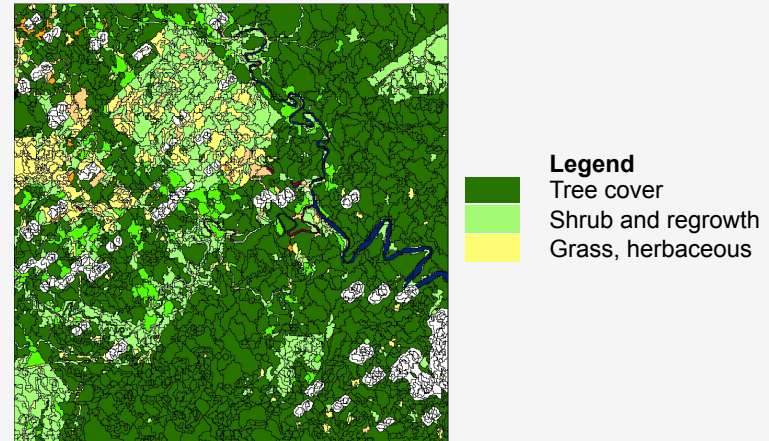 Legend
Tree cover
Shrub and regrowth
Grass, herbaceous